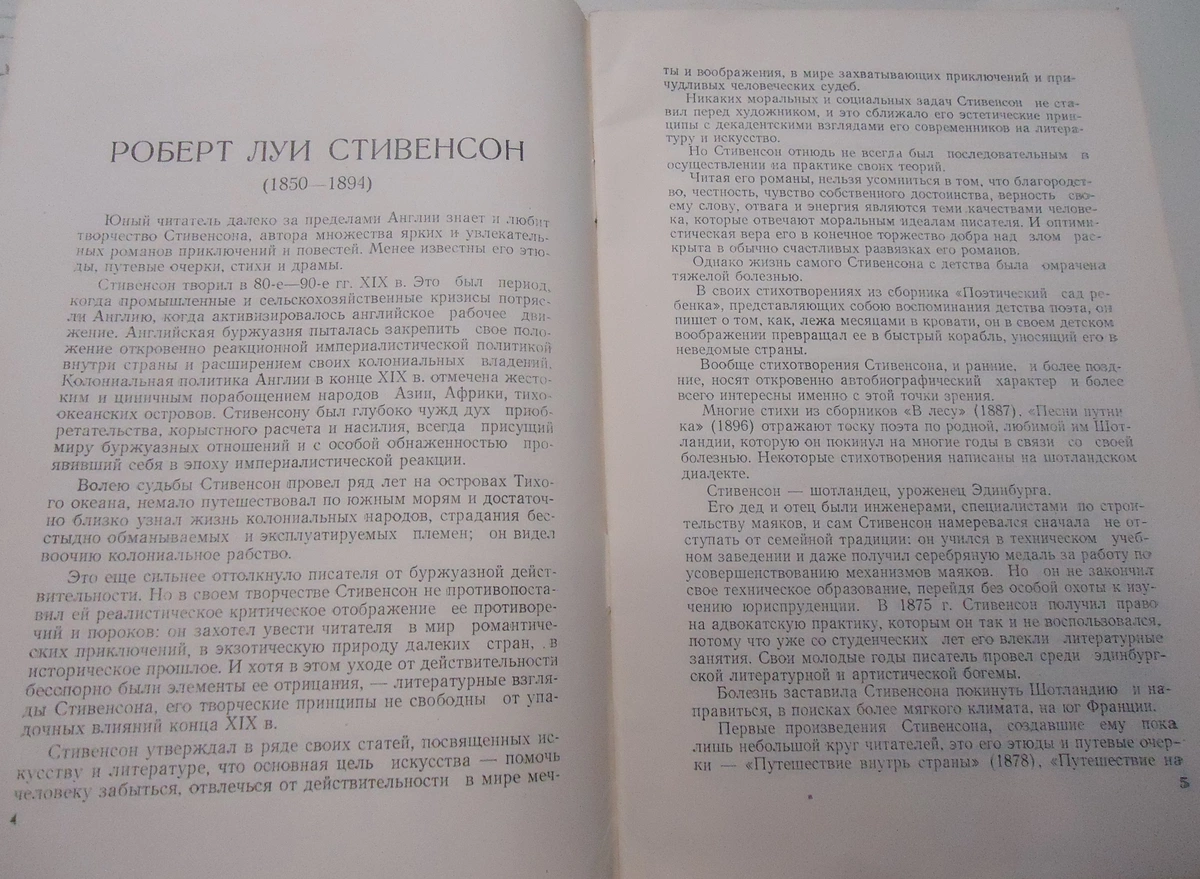 РОБЕРТ ЛУИ СТИВЕНСОН
(1850—1894)
Юный читатель далеко за пределами Англии знает и любит
творчество Стивенсона, автора множества ярких и увлекатель-
ных романов приключений и повестей. Менее известны его этю-
ды, путевые очерки, стихи и драмы.
Стивенсон творил в 80-е—90-е гг. XIX в. Это был период,
когда промышленные и сельскохозяйственные кризисы потряс-
ли Англию, когда активизировалось английское рабочее дви-
жение. Английская буржуазия пыталась закрепить свое поло-
жение откровенно реакционной империалистической политикой
внутри страны и расширением своих колониальных владений.
Колониальная политика Англии в конце XIX в. отмечена жесто-
ким и циничным порабощением народов Азии, Африки, тихо-
океанских островов. Стивенсону был глубоко чужд дух приоб-
ретательства, корыстного расчета и насилия, всегда присущий
миру буржуазных отношений и с особой обнаженностью про-
явивший себя в эпоху империалистической реакции.
Волею судьбы Стивенсон провел ряд лет на островах Тихо-
го океана, немало путешествовал по южным морям и достаточ-
но близко узнал жизнь колониальных народов, страдания бес-
стыдно обманываемых и эксплуатируемых племен; он видел
воочию колониальное рабство.
Это еще сильнее оттолкнуло писателя от буржуазной дейст-
вительности. Но в своем творчестве Стивенсон не противопоста-
вил ей реалистическое критическое отображение ее противоре-
чий и пороков: он захотел увести читателя в мир романтиче-
ских приключений, в экзотическую природу далеких стран, в
историческое прошлое. И хотя в этом уходе от действительности
бесспорно были элементы ее отрицания, — литературные взгля-
ды Стивенсона, его творческие принципы не свободны от упа-
дочных влияний конца XIX в.
Стивенсон утверждал в ряде своих статей, посвященных ис-
кусству и литературе, что основная цель искусства — помочь
человеку забыться, отвлечься от действительности в мире меч-
4
ты и воображения, в мире захватывающих приключений и при-
чудливых человеческих судеб.
Никаких моральных и социальных задач Стивенсон не ста-
вил перед художником, и это сближало его эстетические прин-
ципы с декадентскими взглядами его современников на литера-
туру и искусство.
Но Стивенсон отнюдь не всегда был последовательным в
осуществлении на практике своих теорий.
Читая его романы, нельзя усомниться в том, что благородст-
во, честность, чувство собственного достоинства, верность сво-
ему слову, отвага и энергия являются теми качествами челове-
ка, которые отвечают моральным идеалам писателя. И оптими-
стическая вера его в конечное торжество добра над злом рас-
крыта в обычно счастливых развязках его романов.
Однако жизнь самого Стивенсона с детства была омрачена
тяжелой болезнью.
В своих стихотворениях из сборника «Поэтический сад ре-
бенка», представляющих собою воспоминания детства поэта, он
пишет о том, как, лежа месяцами в кровати, он в своем детском
воображении превращал ее в быстрый корабль, уносящий его в
неведомые страны.
Вообще стихотворения Стивенсона, и ранние, и более позд-
ние, носят откровенно автобиографический характер и более
всего интересны именно с этой точки зрения.
Многие стихи из сборников «В лесу» (1887), «Песни путни
ка» (1896) отражают тоску поэта по родной, любимой им Шот-
ландии, которую он покинул на многие годы в связи со своей
болезнью. Некоторые стихотворения написаны на шотландском
диалекте.
Стивенсон — шотландец, уроженец Эдинбурга.
Его дед и отец были инженерами, специалистами по строи-
тельству маяков, и сам Стивенсон намеревался сначала не от-
ступать от семейной традиции: он учился в техническом учеб-
ном заведении и даже получил серебряную медаль за работу по
усовершенствованию механизмов маяков. Но он не закончил
свое техническое образование, перейдя без особой охоты к изу-
чению юриспруденции. В 1875 г. Стивенсон получил право
на адвокатскую практику, которым он так и не воспользовался,
потому что уже со студенческих лет его влекли литературные
занятия. Свои молодые годы писатель провел среди эдинбург-
ской литературной и артистической богемы.
Болезнь заставила Стивенсона покинуть Шотландию и на-
правиться, в поисках более мягкого климата, на юг Франции.
Первые произведения Стивенсона, создавшие ему пока
лишь небольшой круг читателей, это его этюды и путевые очер-
ки — «Путешествие внутрь страны» (1878), «Путешествие на
5